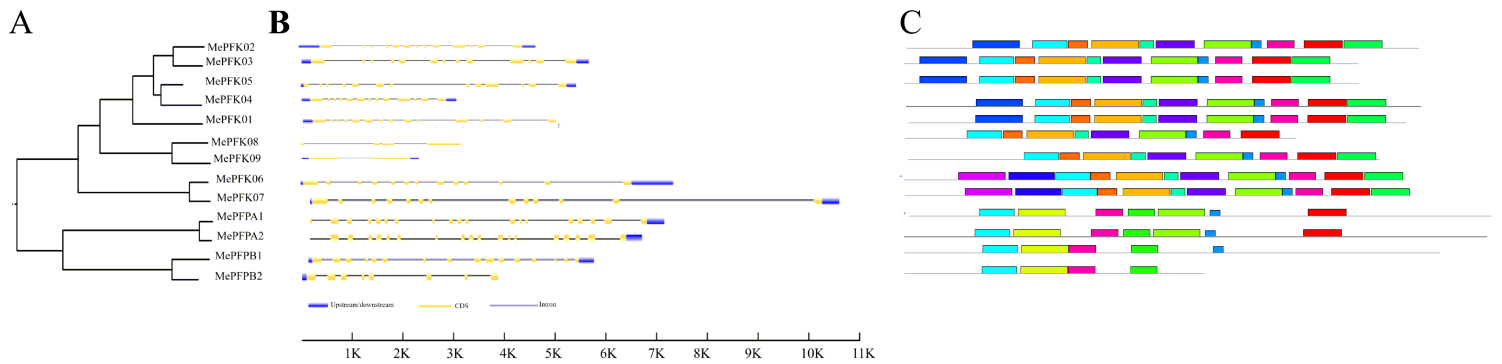 A
B
C
MePFK02
MePFK03
MePFK05
MePFK04
MePFK01
MePFK08
MePFK09
MePFK06
MePFK07
MePFPA1
MePFPA2
MePFPB1
MePFPB2
Upstream/downstream CDS Intron
1K 2K 3K 4K 5K 6K 7K 8K 9K 10K 11K